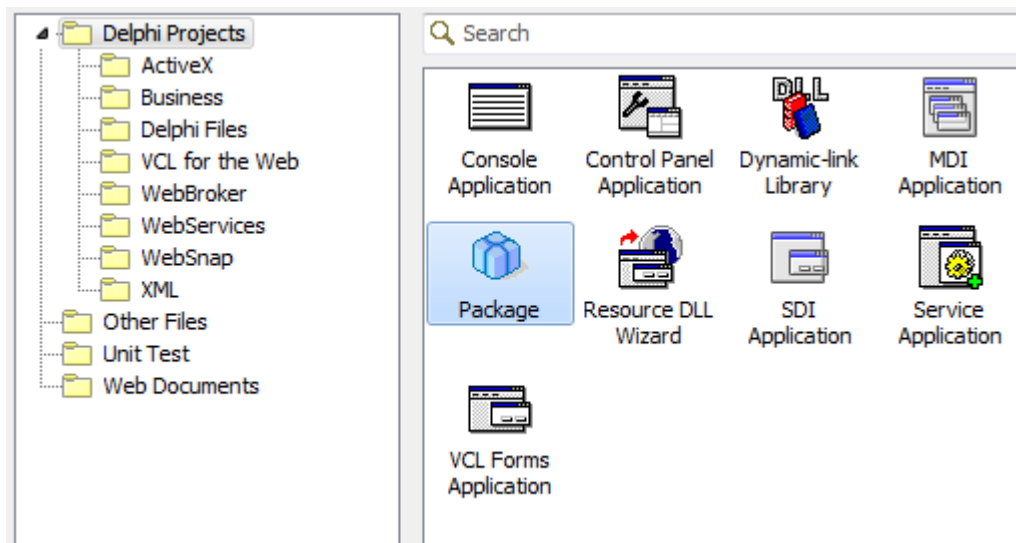 Delphi Projects
ActiveX
Business
Delphi Files
VCL for the Web
WebBroker
WebServices
WebSnap
XML
Other Files
Unit Test
Web Documents
Search
DLL
Console
Application
Control Panel
Application
Dynamic-link
Library
MDI
Application
Package
Resource DLL
Wizard
SDI
Application
Service
Application
VCL Forms
Application